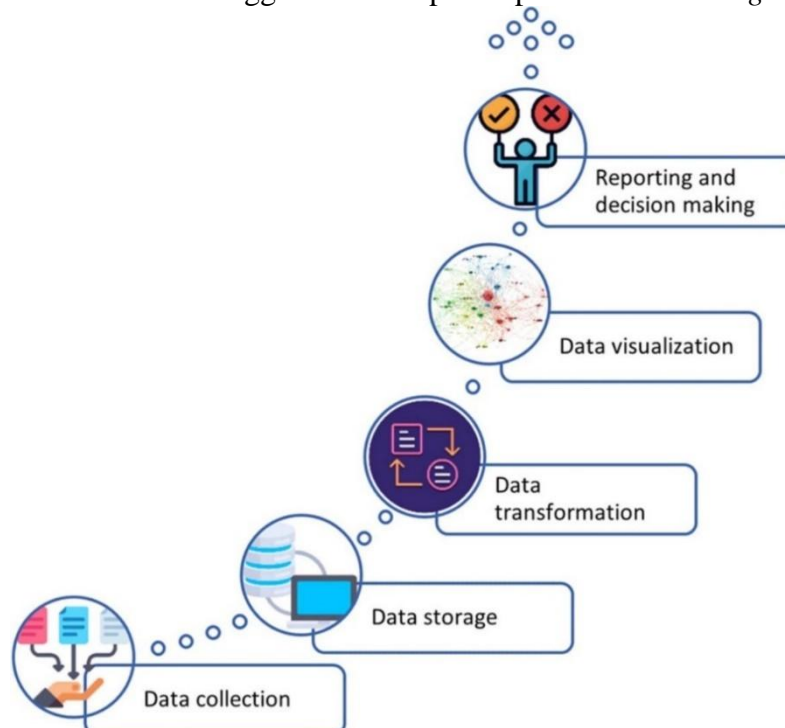 Reporting and
decision making
Data visualization
Data
transformation
Data storage
Data collection